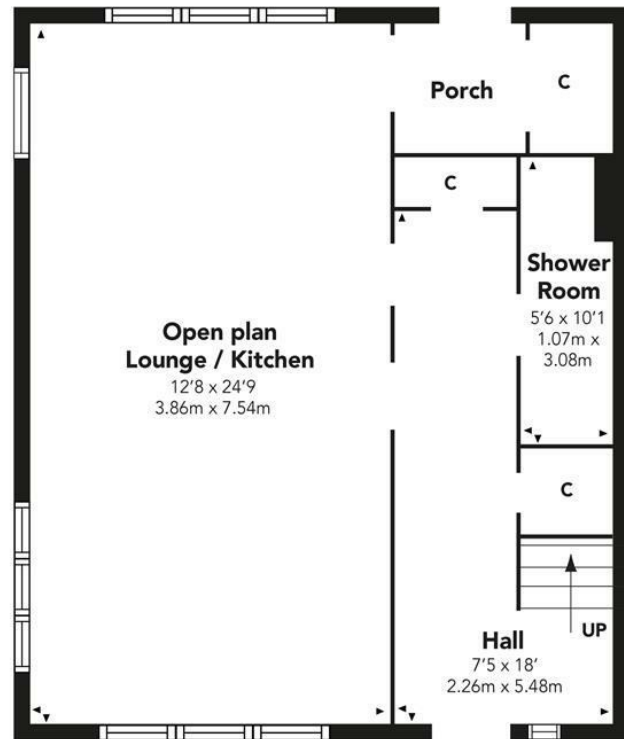 Porch
C
C
Shower
Room
5'6 x 10'1
1.07m x
3.08m
Open plan
Lounge / Kitchen
12'8 x 24'9
3.86m x 7.54m
C
UP
Hall
7'5 x 18'
2.26m x 5.48m